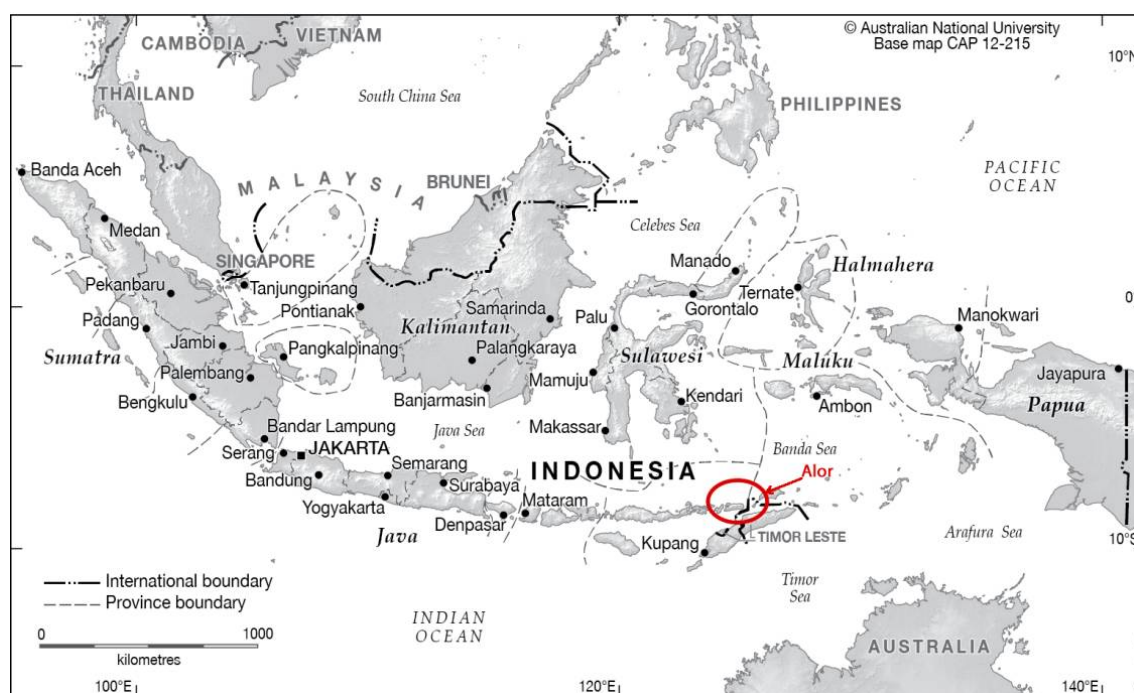 © Australian National University
Base map CAP 12-215
10°N
VIETNAM
CAMBODIA
THAILAND
South China Sea
PHILIPPINES
PACIFIC
OCEAN
Banda Aceh
MALAYSIA
BRUNEI
Celebes Sea
Medan
SINGAPORE
Manado
Halmahera
Tanjungpinang
Pekanbaru
Ternate
0
Gorontalo
Pontianak
Samarinda
Manokwari
Padang
Kalimantan
Palu
Jambi
Pangkalpinang
Palangkaraya
Sulawesi
Maluku
Sumatra
Mamuju
Jayapura
Palembang
Banjarmasin
Kendari
Ambon
Papua
Bengkulu
Bandar Lampung
Java Sea
Makassar
JAKARTA
Banda Sea
Serang
Semarang
INDONESIA
Alor
Bandung
Surabaya
Mataram
Yogyakarta
Denpasar
Java
TIMOR LESTE
Arafura Sea
Kupang
10°S
International boundary
Province boundary
Timor
Sea
INDIAN
OCEAN
0 1000
kilometres
AUSTRALIA
100°E
120°E
140°E